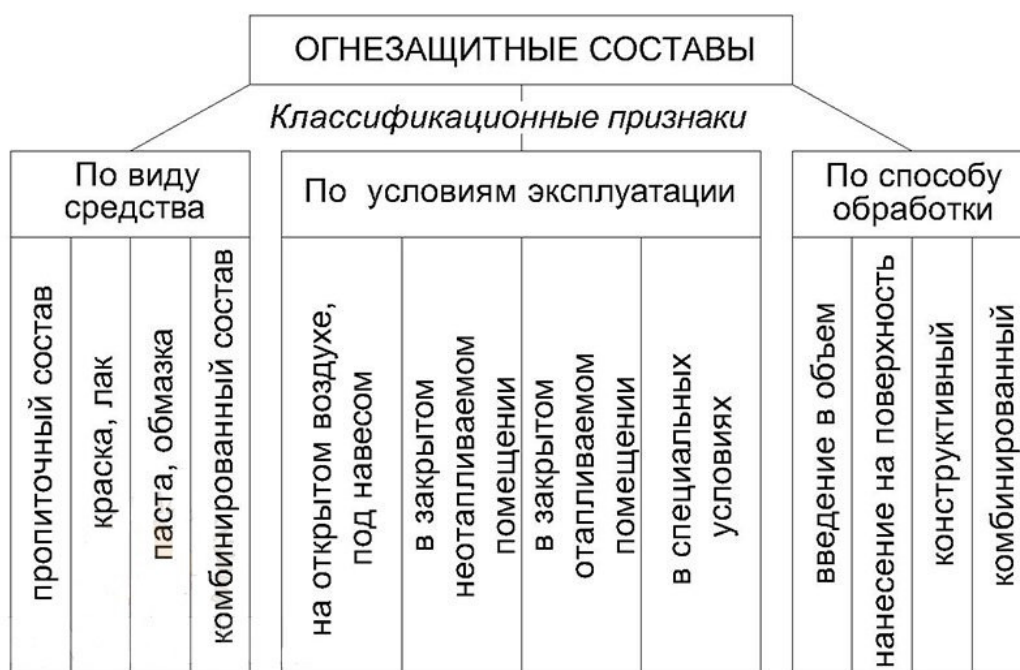 ОГНЕЗАЩИТНЫЕ СОСТАВЫ
Классификационные признаки
По виду
средства
По условиям эксплуатации
По способу
обработки
пропиточный состав
краска, лак
паста, обмазка
комбинированный состав
на открытом воздухе,
под навесом
в закрытом
неотапливаемом
помещении
в закрытом
отапливаемом
помещении
в специальных
условиях
введение в объем
нанесение на поверхность
конструктивный
комбинированный